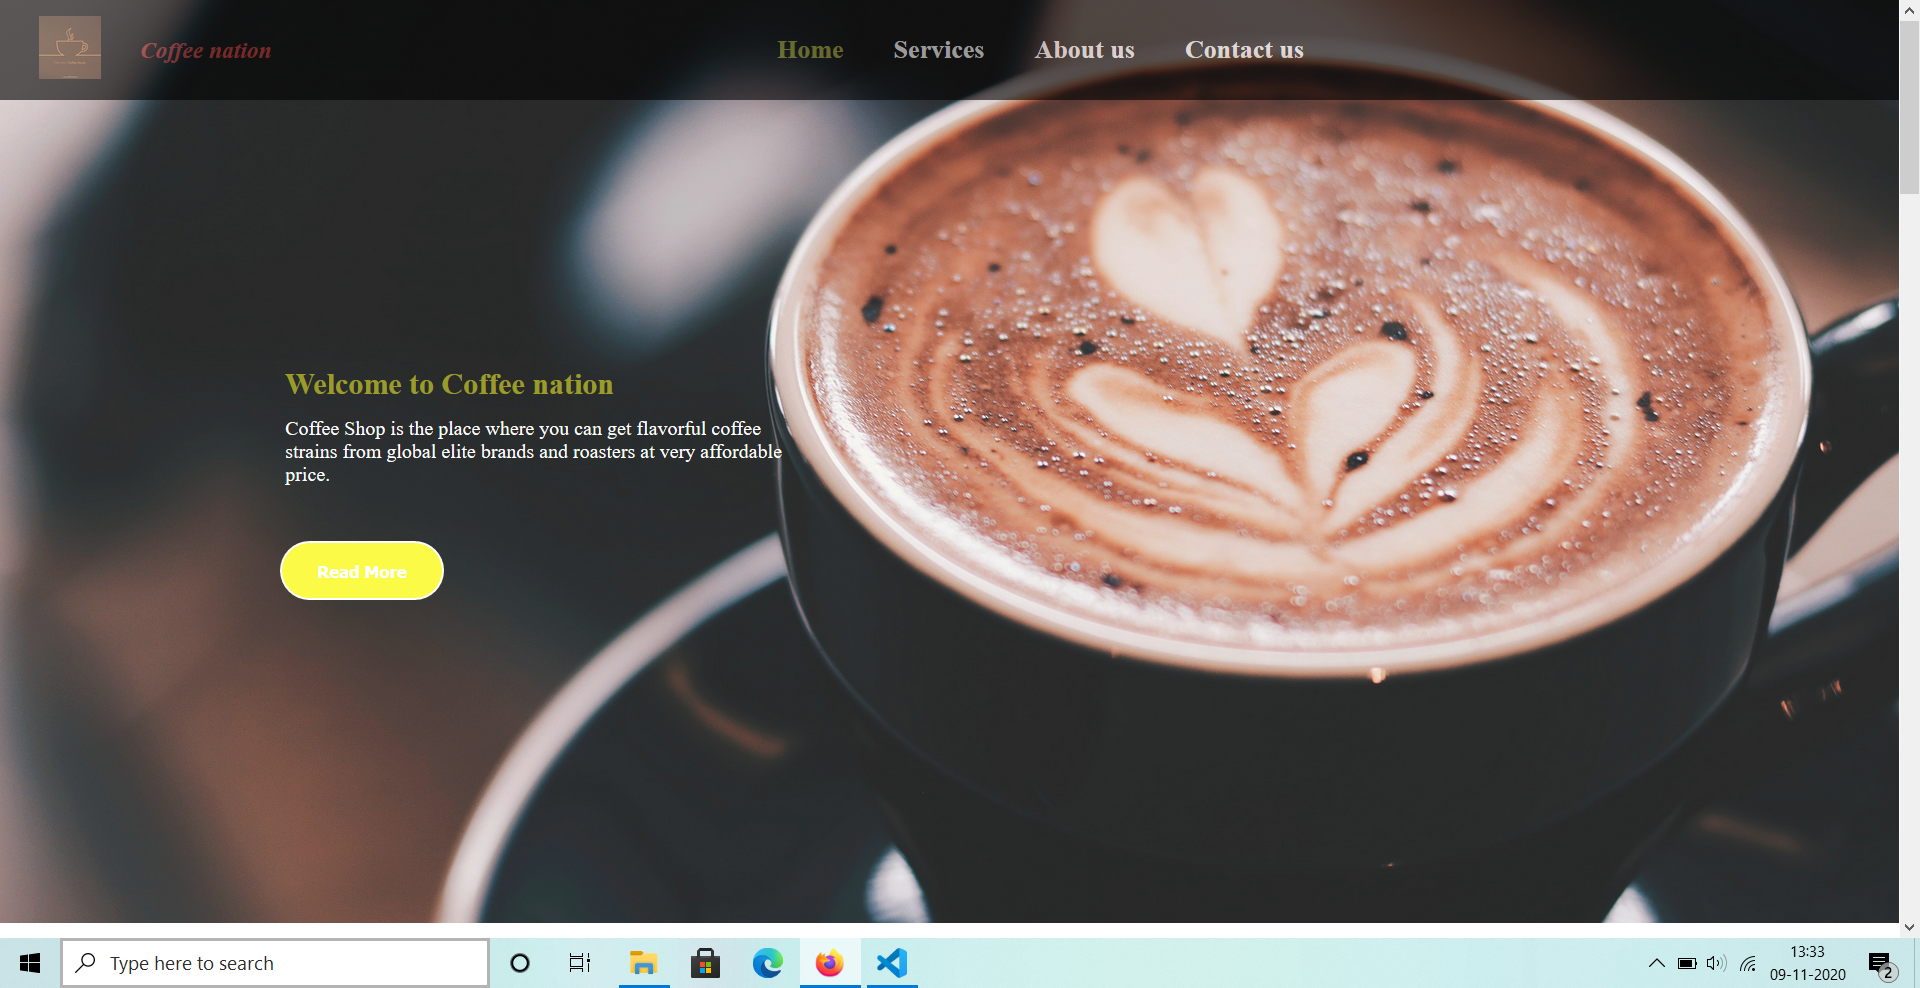 Coffee nation
Home
Services
About us
Contact us
Welcome to Coffee nation
Coffee Shop is the place where you can get flavorful coffee
strains from global elite brands and roasters at very affordable
price.
Read More
Type here to search
13:33
09-11-2020
2